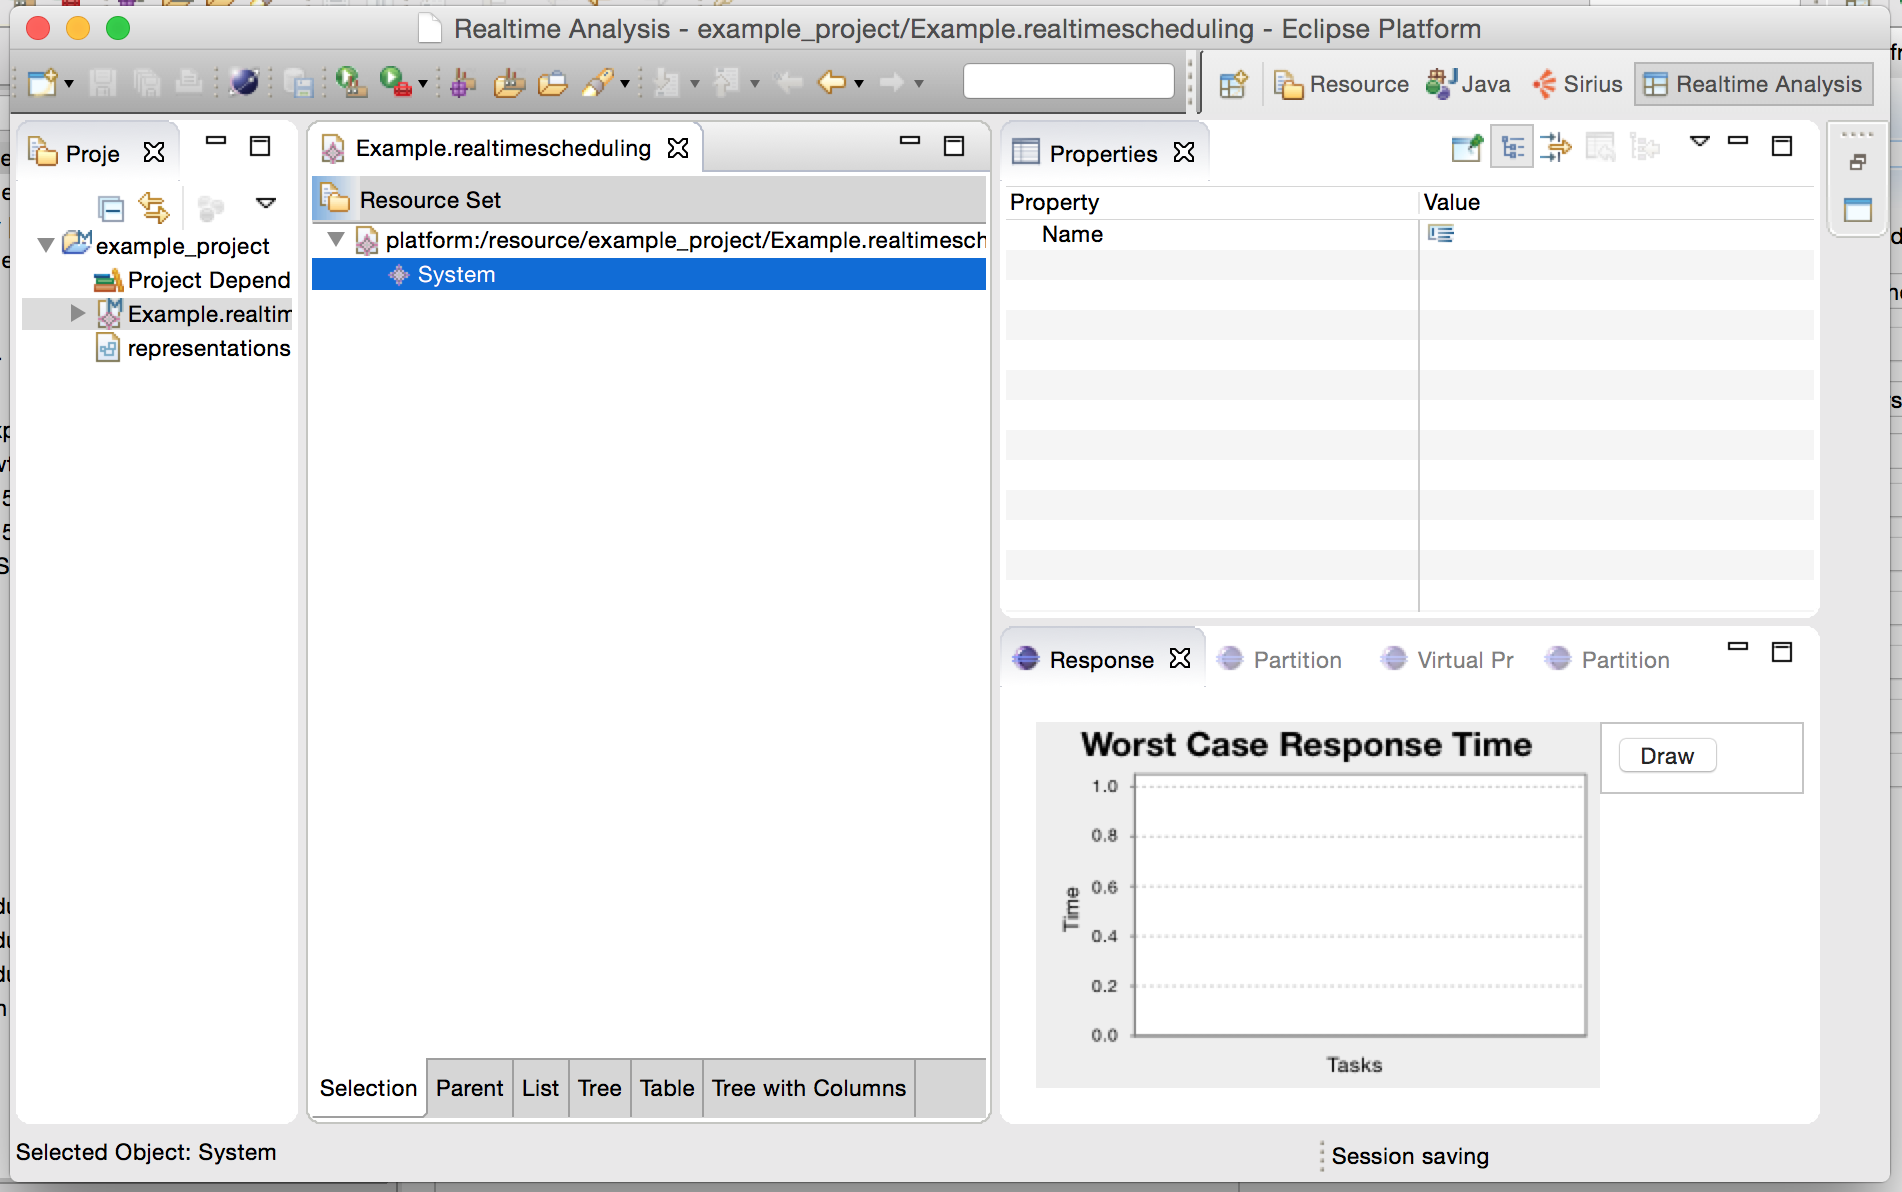 Realtime Analysis - example_project/Example.realtimescheduling - Eclipse Platform
Resource Java Sirius Realtime Analysis
Proje
example_project
Project Depend
Example.realtim
representations
Example.realtimescheduling
Resource Set
platform:/resource/example_project/Example.realtimesch
System
Selection Parent List Tree Table Tree with Columns
Properties
Property Value
Name
Response Partition Virtual Pr Partition
Worst Case Response Time
1.0
0.8
0.6
0.4
0.2
0.0
Time
Tasks
Draw
Selected Object: System
Session saving